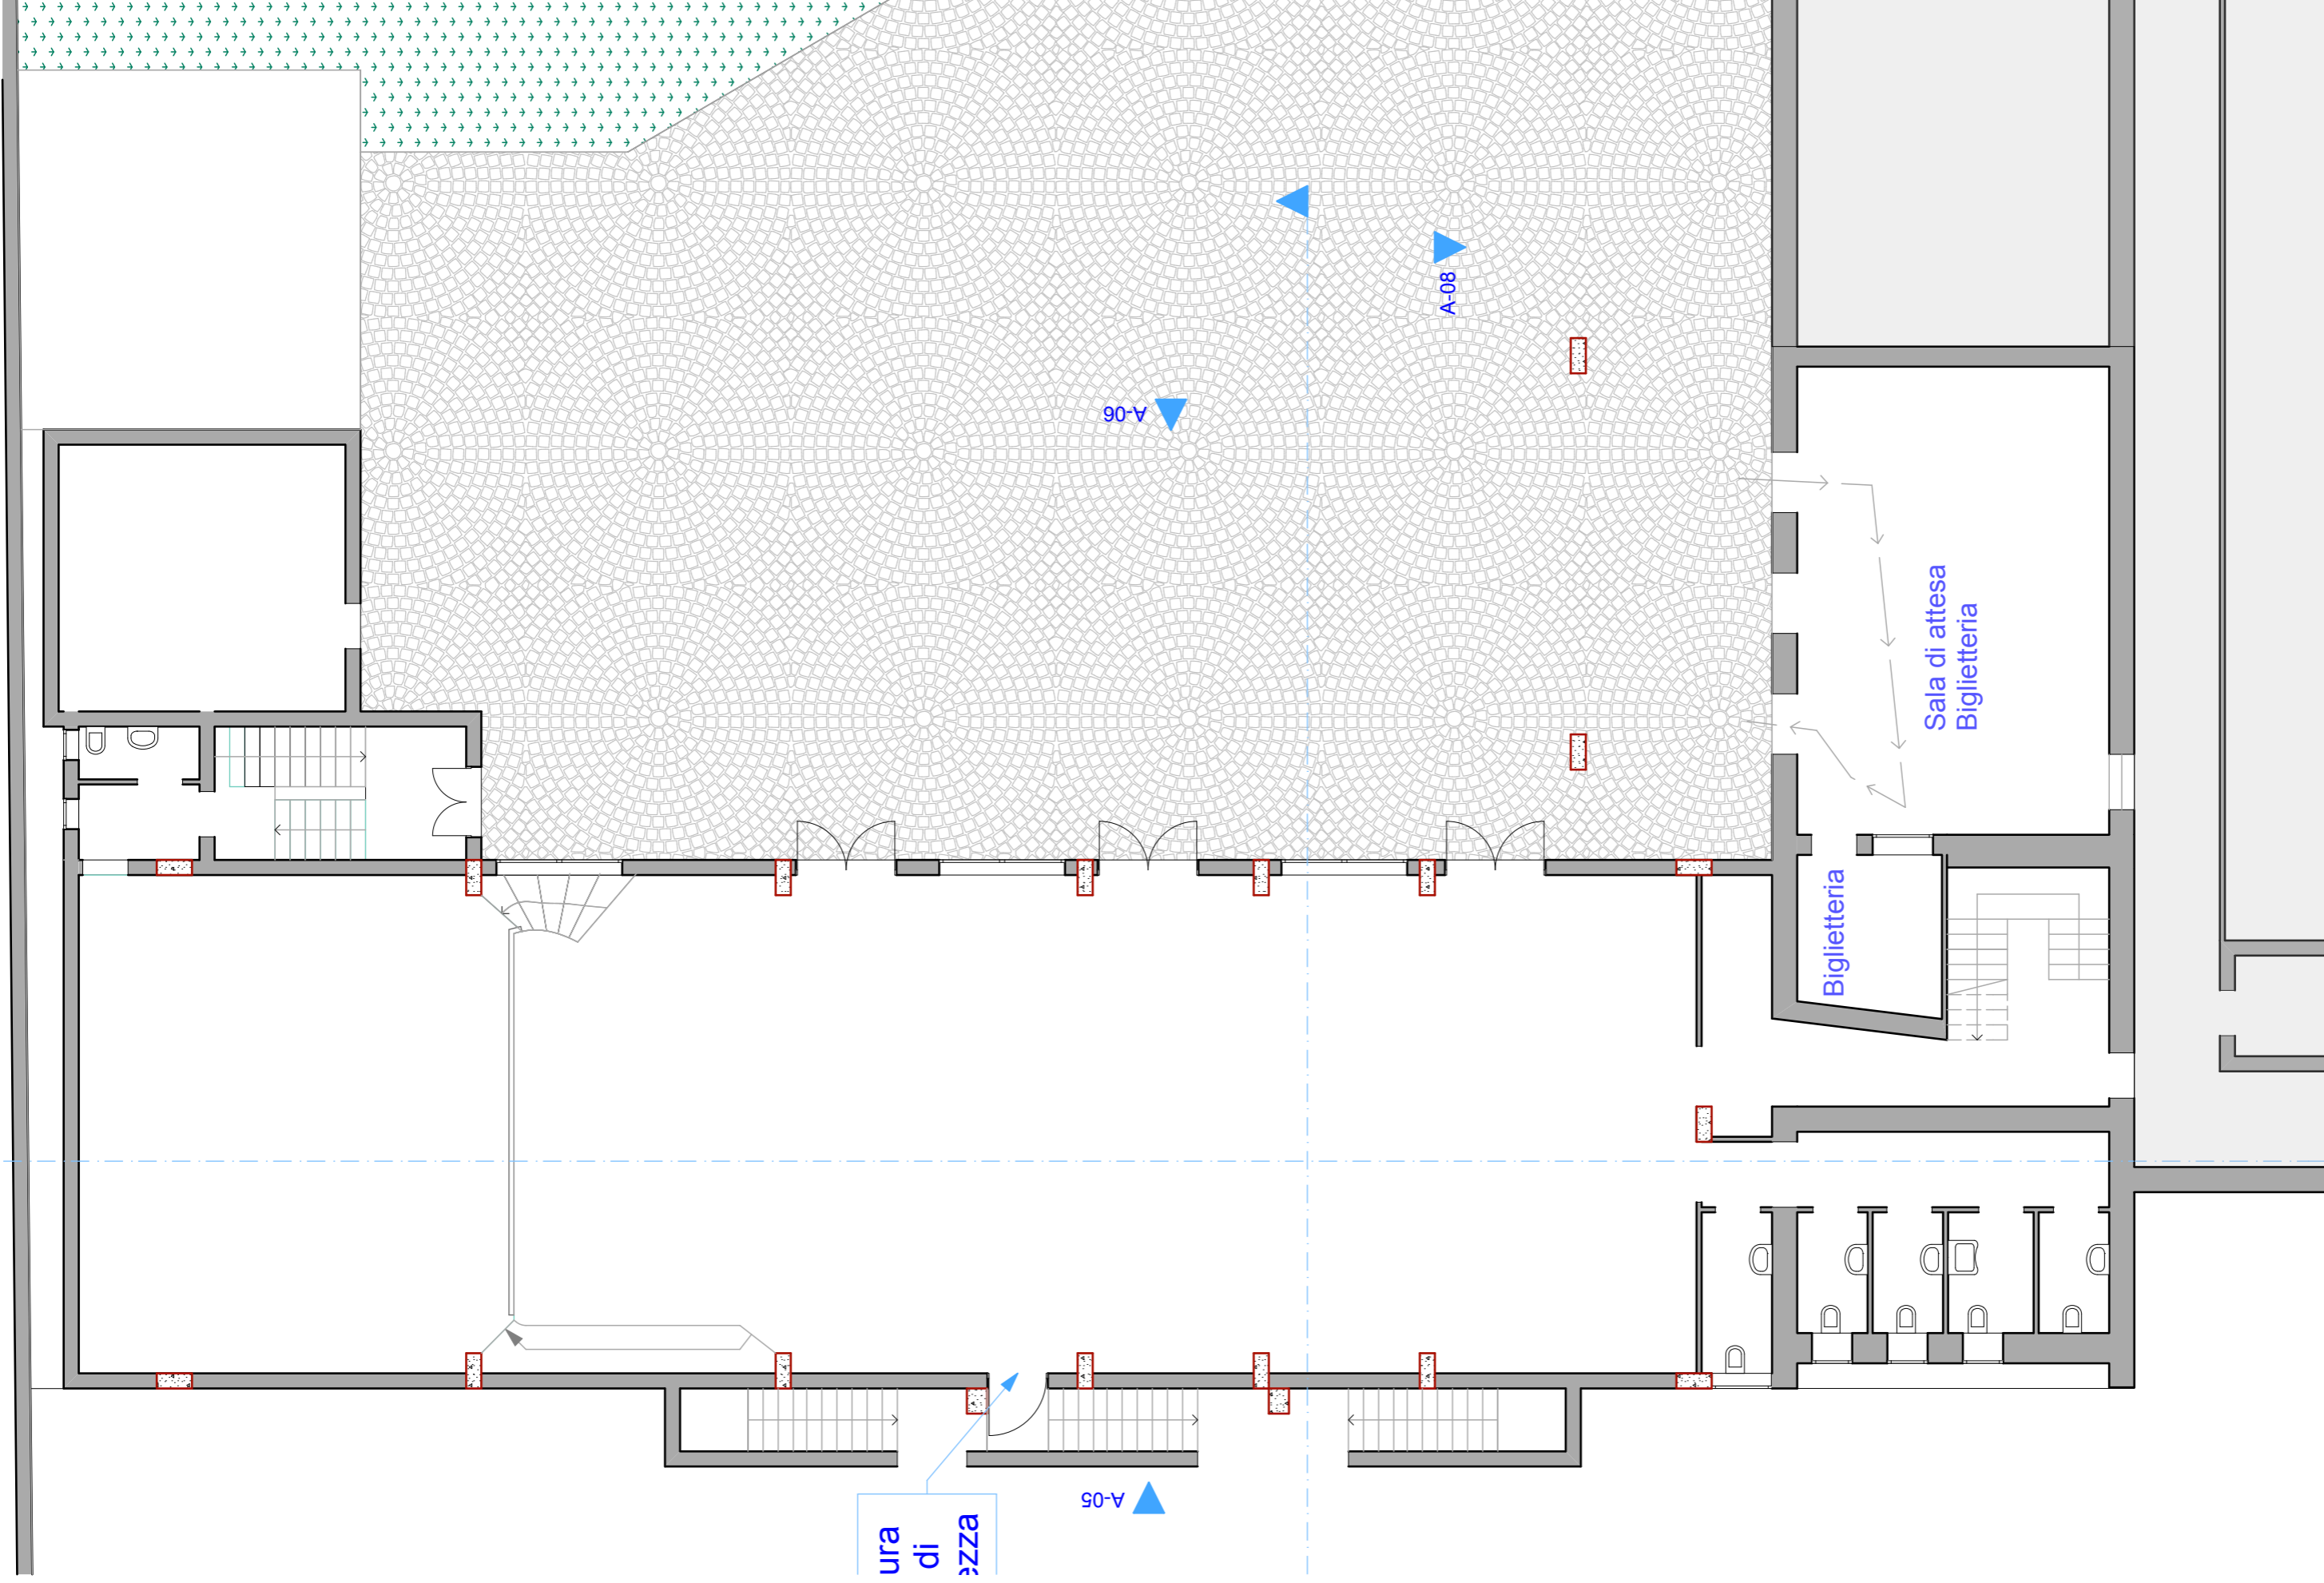 A-08
A-06
Sala di attesa
Biglietteria
Biglietteria
A-05
ura
di
ezza